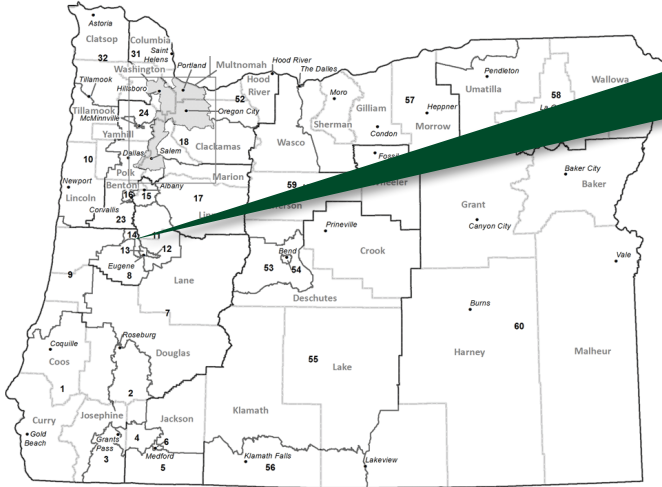 Astoria
Clatsop
Columbia
32
31
Saint
Helens
Portland
Multnomah
Hood River
The Dalles
Washington
Tillamook
Hillsboro
Hood
River
52
Oregon City
Tillamook
McMinnville
24
Yamhill
18
Clackamas
Dallas
Salem
Polk
10
Marion
Newport
Lincoln
Benton
16
15
Albany
Corvallis
17
23
14
11
13
12
Eugene
8
9
Lane
7
Moro
Sherman
Gilliam
Condon
Wasco
Fossil
59
57
Heppner
Morrow
Pendleton
Umatilla
58
Wallowa
Baker City
Baker
Grant
Canyon City
Prineville
Crook
Bend
53
54
Deschutes
Vale
Burns
60
Harney
Malheur
55
Lake
Klamath
Coquille
Coos
1
Roseburg
Douglas
2
Curry
Gold
Beach
Josephine
Jackson
Grants
Pass
4
6
3
Medford
5
Klamath Falls
56
Lakeview